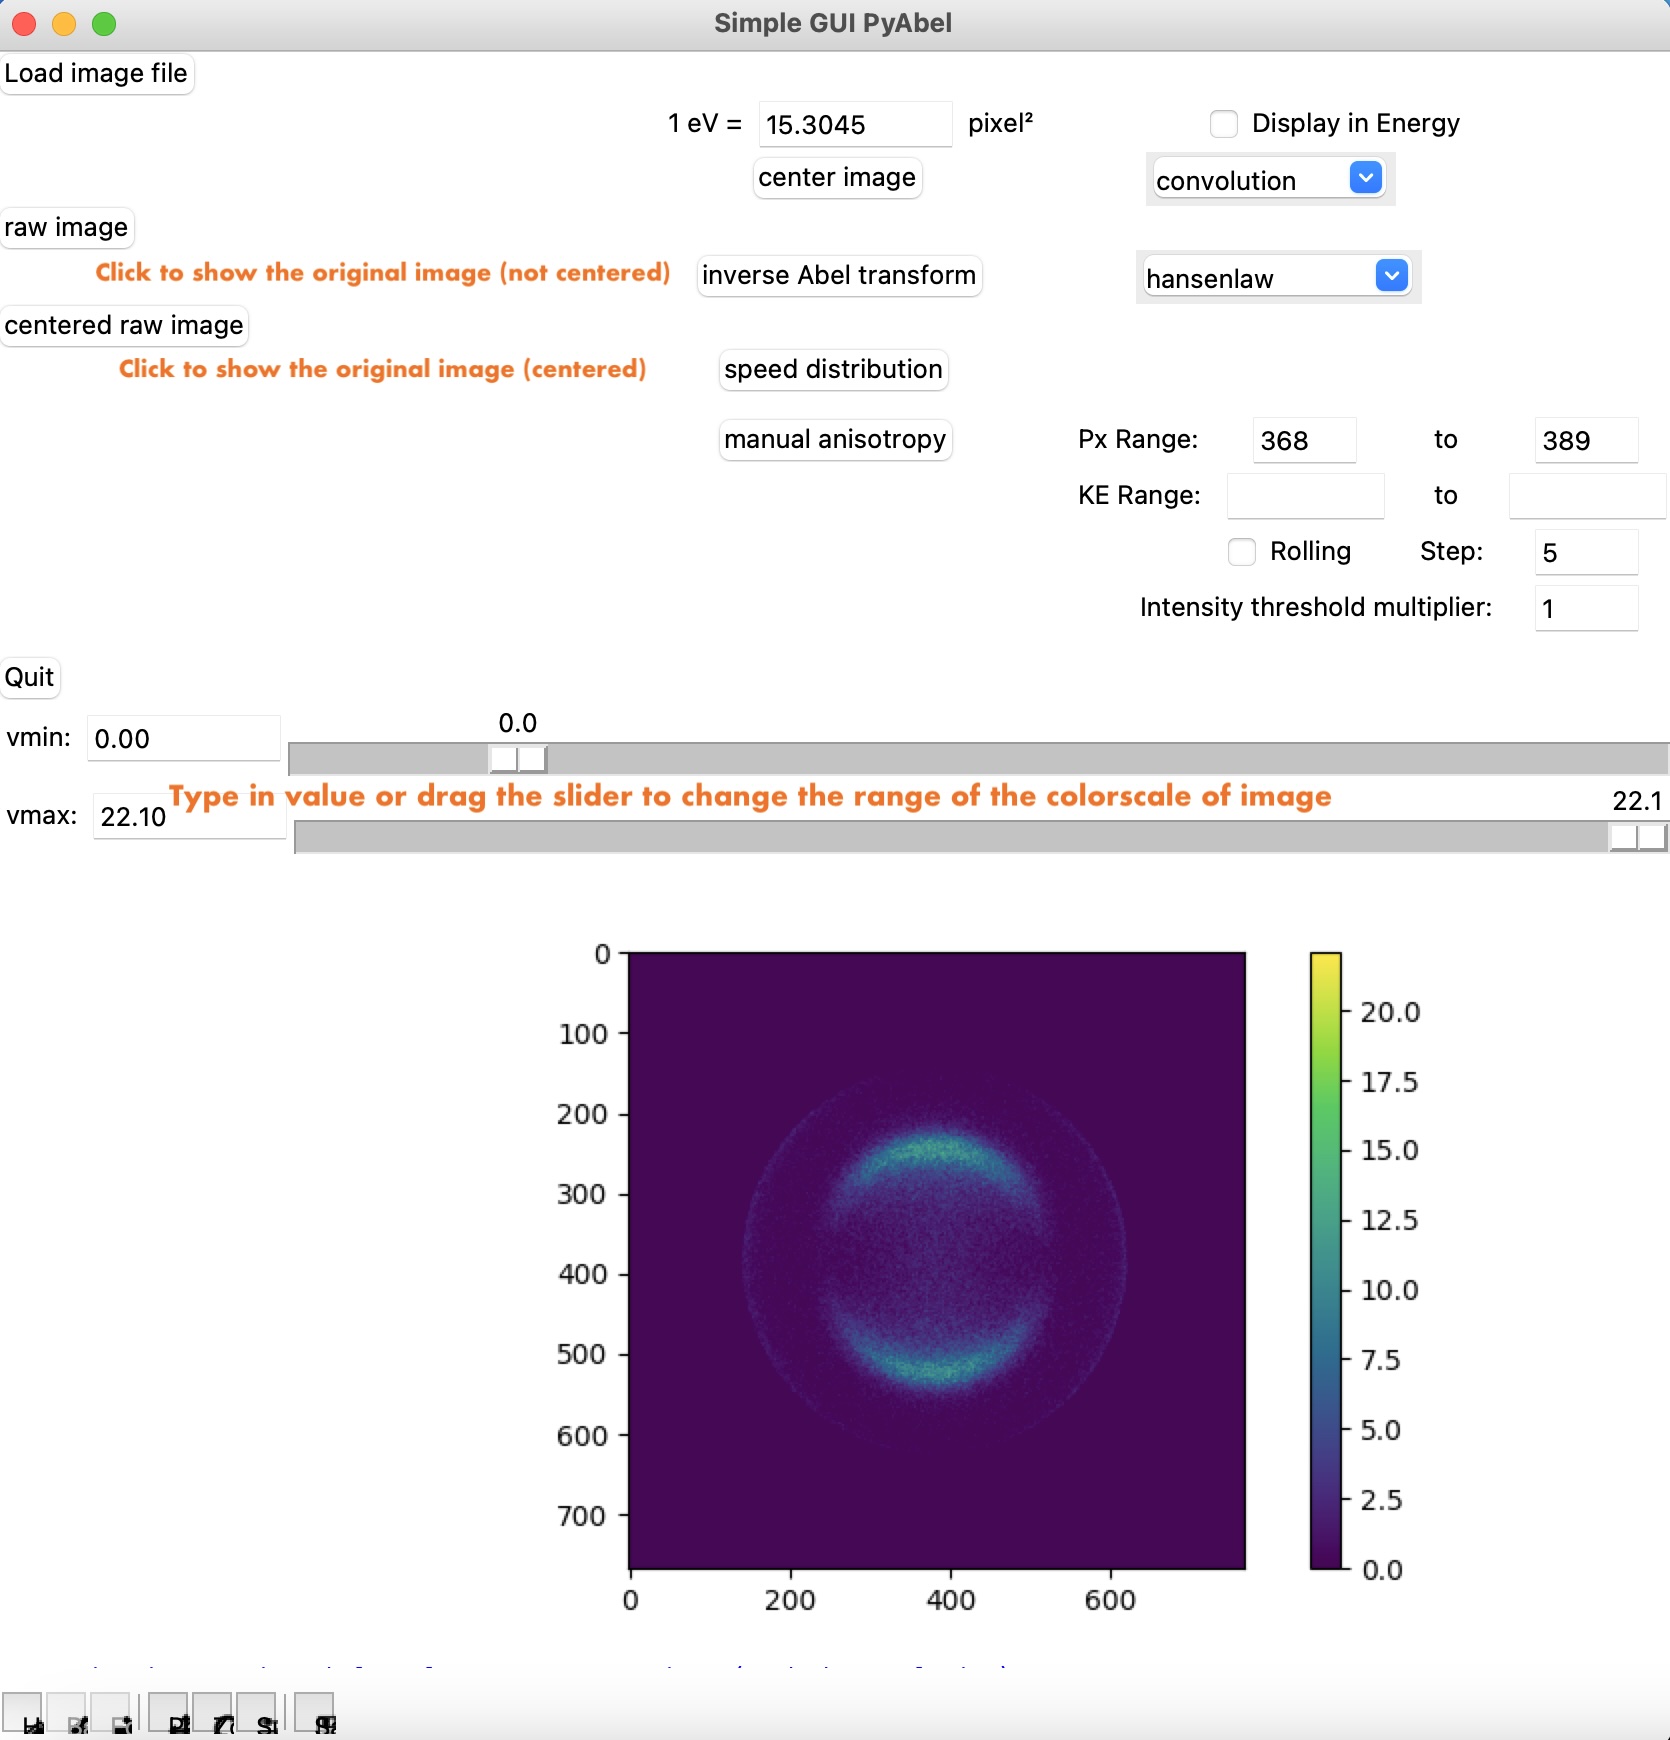 Simple GUI PyAbel
Load image file
1 eV = 15.3045 pixel² Display in Energy
center image convolution
raw image
Click to show the original image (not centered) inverse Abel transform hansenlaw
centered raw image
Click to show the original image (centered) speed distribution
manual anisotropy Px Range: 368 to 389
KE Range: to
Rolling Step: 5
Intensity threshold multiplier: 1
Quit
0.0
vmin: 0.00
Type in value or drag the slider to change the range of the colorscale of image
22.1
vmax: 22.10
0
100
200
300
400
500
600
700
0 200 400 600
20.0
17.5
15.0
12.5
10.0
7.5
5.0
2.5
0.0